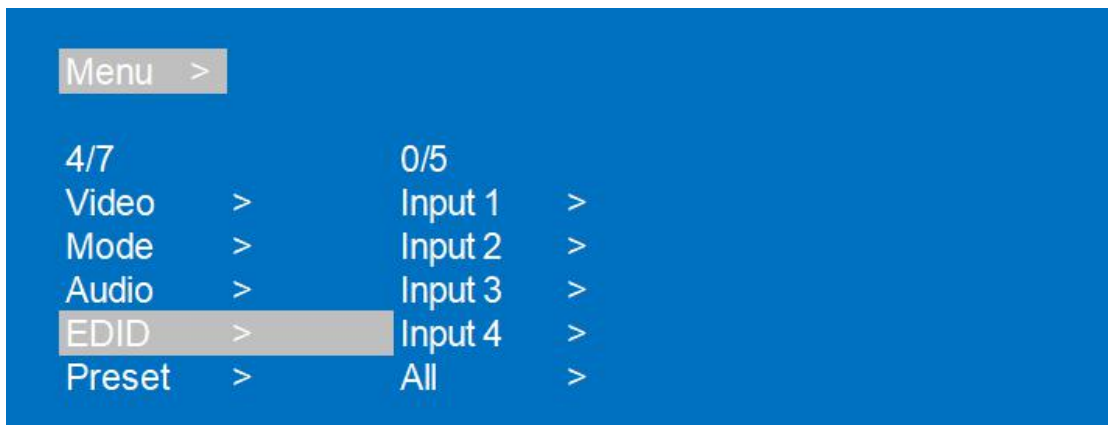 Menu >
4/7 0/5
Video > Input 1 >
Mode > Input 2 >
Audio > Input 3 >
EDID > Input 4 >
Preset > All >